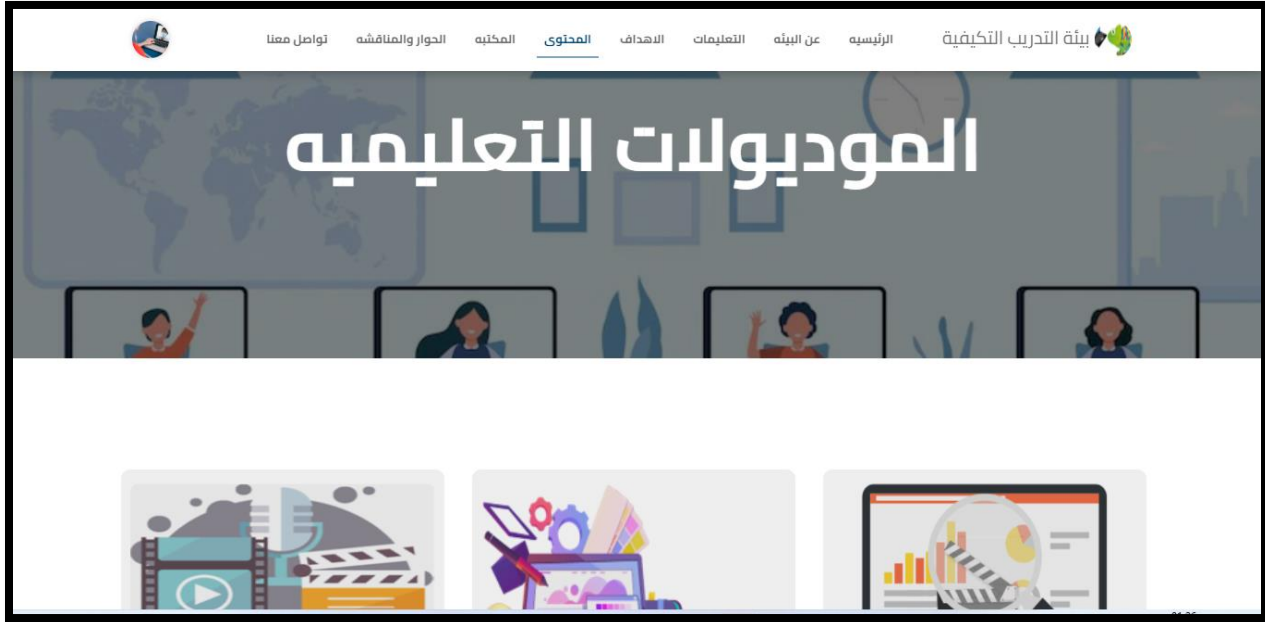 بيئة التدريب التكيفية
الرئيسيه
عن البيئه
التعليمات
الاهداف
المحتوى
المكتبه
الحوار والمناقشه
تواصل معنا
الموديولات التعليميه